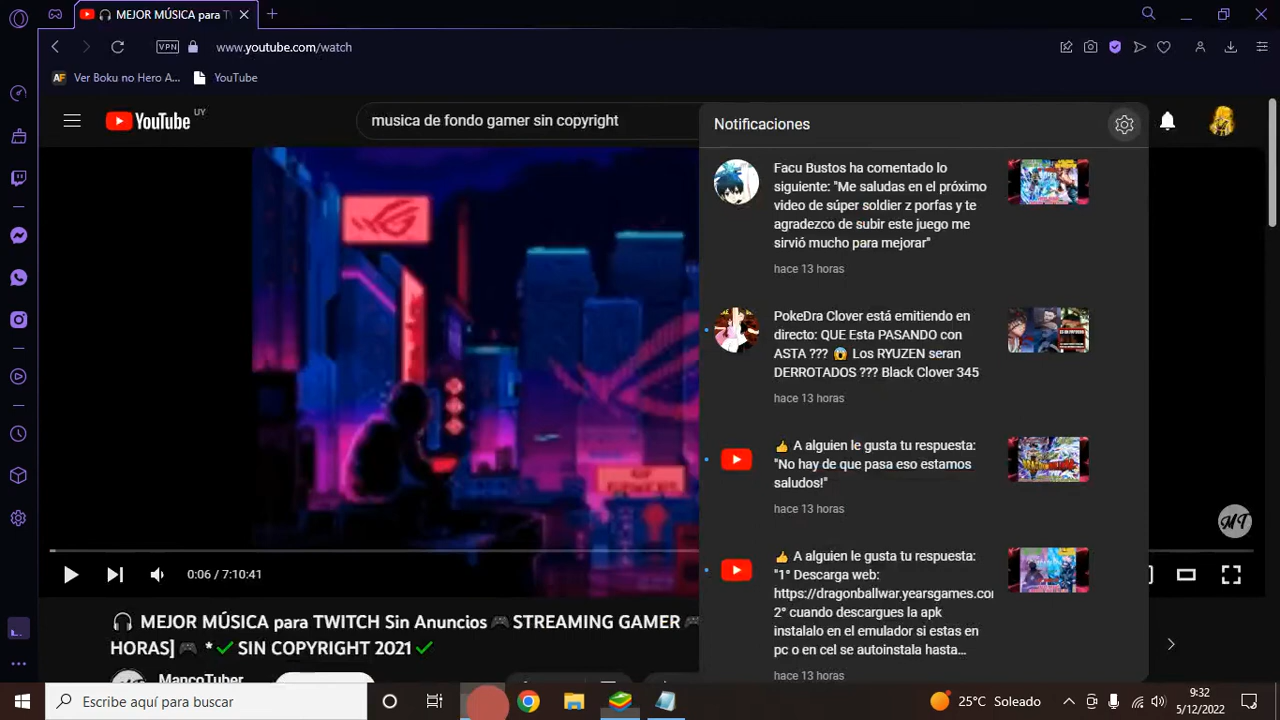 🎧 MEJOR MÚSICA para T
VPN
www.youtube.com/watch
AF Ver Boku no Hero A...
YouTube
YouTube UY
musica de fondo gamer sin copyright
Notificaciones
Facu Bustos ha comentado lo
siguiente: "Me saludas en el próximo
video de súper soldier z porfas y te
agradezco de subir este juego me
sirvió mucho para mejorar"
hace 13 horas
PokeDra Clover está emitiendo en
directo: QUE Esta PASANDO con
ASTA ??? 😱 Los RYUZEN seran
DERROTADOS ??? Black Clover 345
hace 13 horas
👍 A alguien le gusta tu respuesta:
"No hay de que pasa eso estamos
saludos!"
hace 13 horas
👍 A alguien le gusta tu respuesta:
"1° Descarga web:
https://dragonballwar.yearsgames.co
2° cuando descargues la apk
instalalo en el emulador si estas en
pc o en cel se autoinstala hasta...
hace 13 horas
MT
0:06 / 7:10:41
🎧 MEJOR MÚSICA para TWITCH Sin Anuncios 🎮 STREAMING GAMER 🎮
HORAS] 🎮 *✔ SIN COPYRIGHT 2021 ✔
MancoTuber
Escribe aquí para buscar
25°C Soleado
9:32
5/12/2022